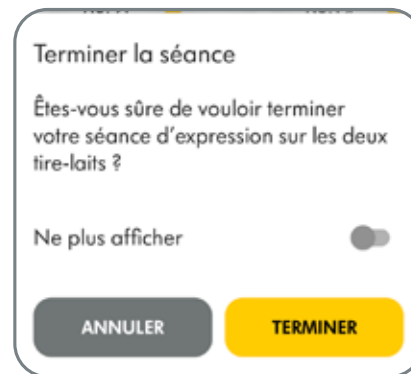 Terminer la séance
Êtes-vous sûre de vouloir terminer
votre séance d'expression sur les deux
tire-laits ?
Ne plus afficher
ANNULER
TERMINER